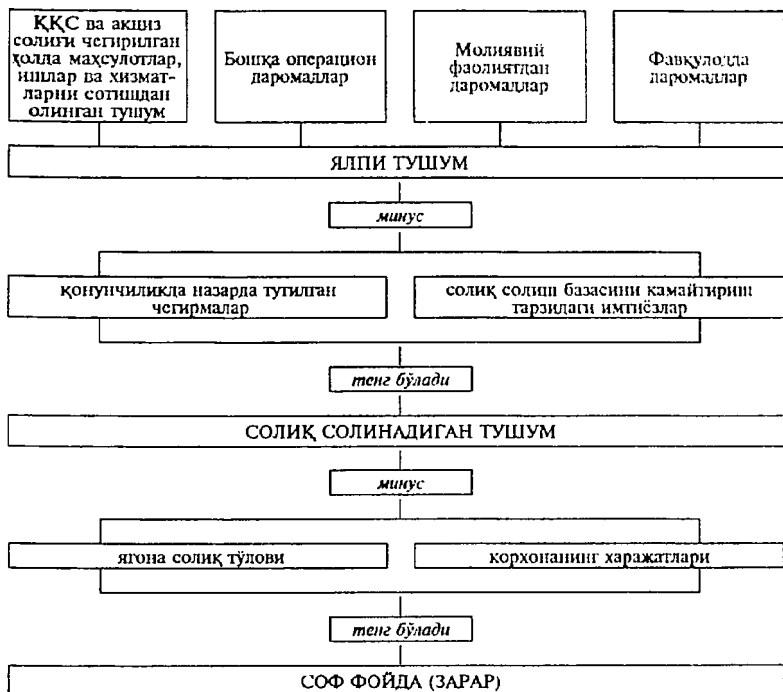 ҚҚС ва акциз
солиғи чегирилган
ҳолда маҳсулотлар,
ишлар ва хизмат-
ларни сотишдан
олинган тушум
Бошқа операцион
даромадлар
Молиявий
фаолиятдан
даромадлар
Фавқулодда
даромадлар
ЯЛПИ ТУШУМ
минус
қонунчиликда назарда тутилган
чегирмалар
солиқ солиш базасини камайтириш
тарзидаги имтиёзлар
тенг бўлади
СОЛИҚ СОЛИНАДИГАН ТУШУМ
минус
ягона солиқ тўлови
корхонанинг харажатлари
тенг бўлади
СОФ ФОЙДА (ЗАРАР)